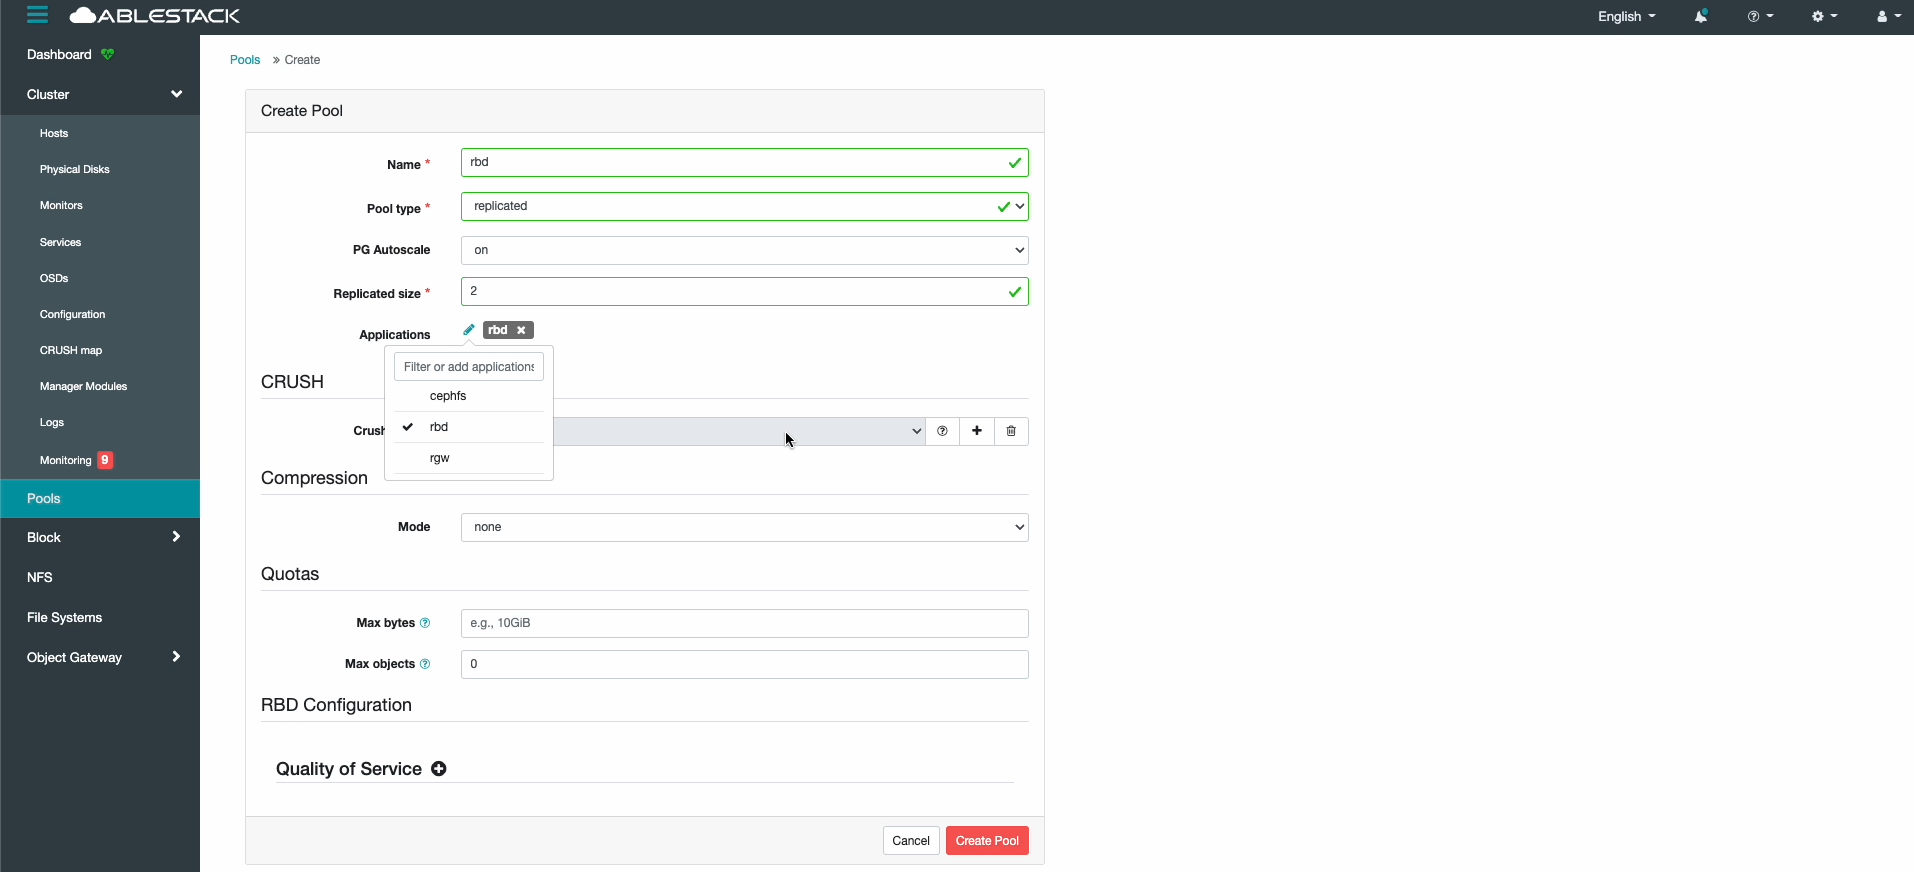 ABLESTACK
English
Dashboard
Cluster
Hosts
Physical Disks
Monitors
Services
OSDs
Configuration
CRUSH map
Manager Modules
Logs
Monitoring 9
Pools
Block
NFS
File Systems
Object Gateway
Pools » Create
Create Pool
Name * rbd
Pool type * replicated
PG Autoscale on
Replicated size * 2
Applications rbd ×
Filter or add applications
cephfs
rbd
rgw
CRUSH
Crush
Compression
Mode none
Quotas
Max bytes e.g., 10GiB
Max objects 0
RBD Configuration
Quality of Service
Cancel Create Pool